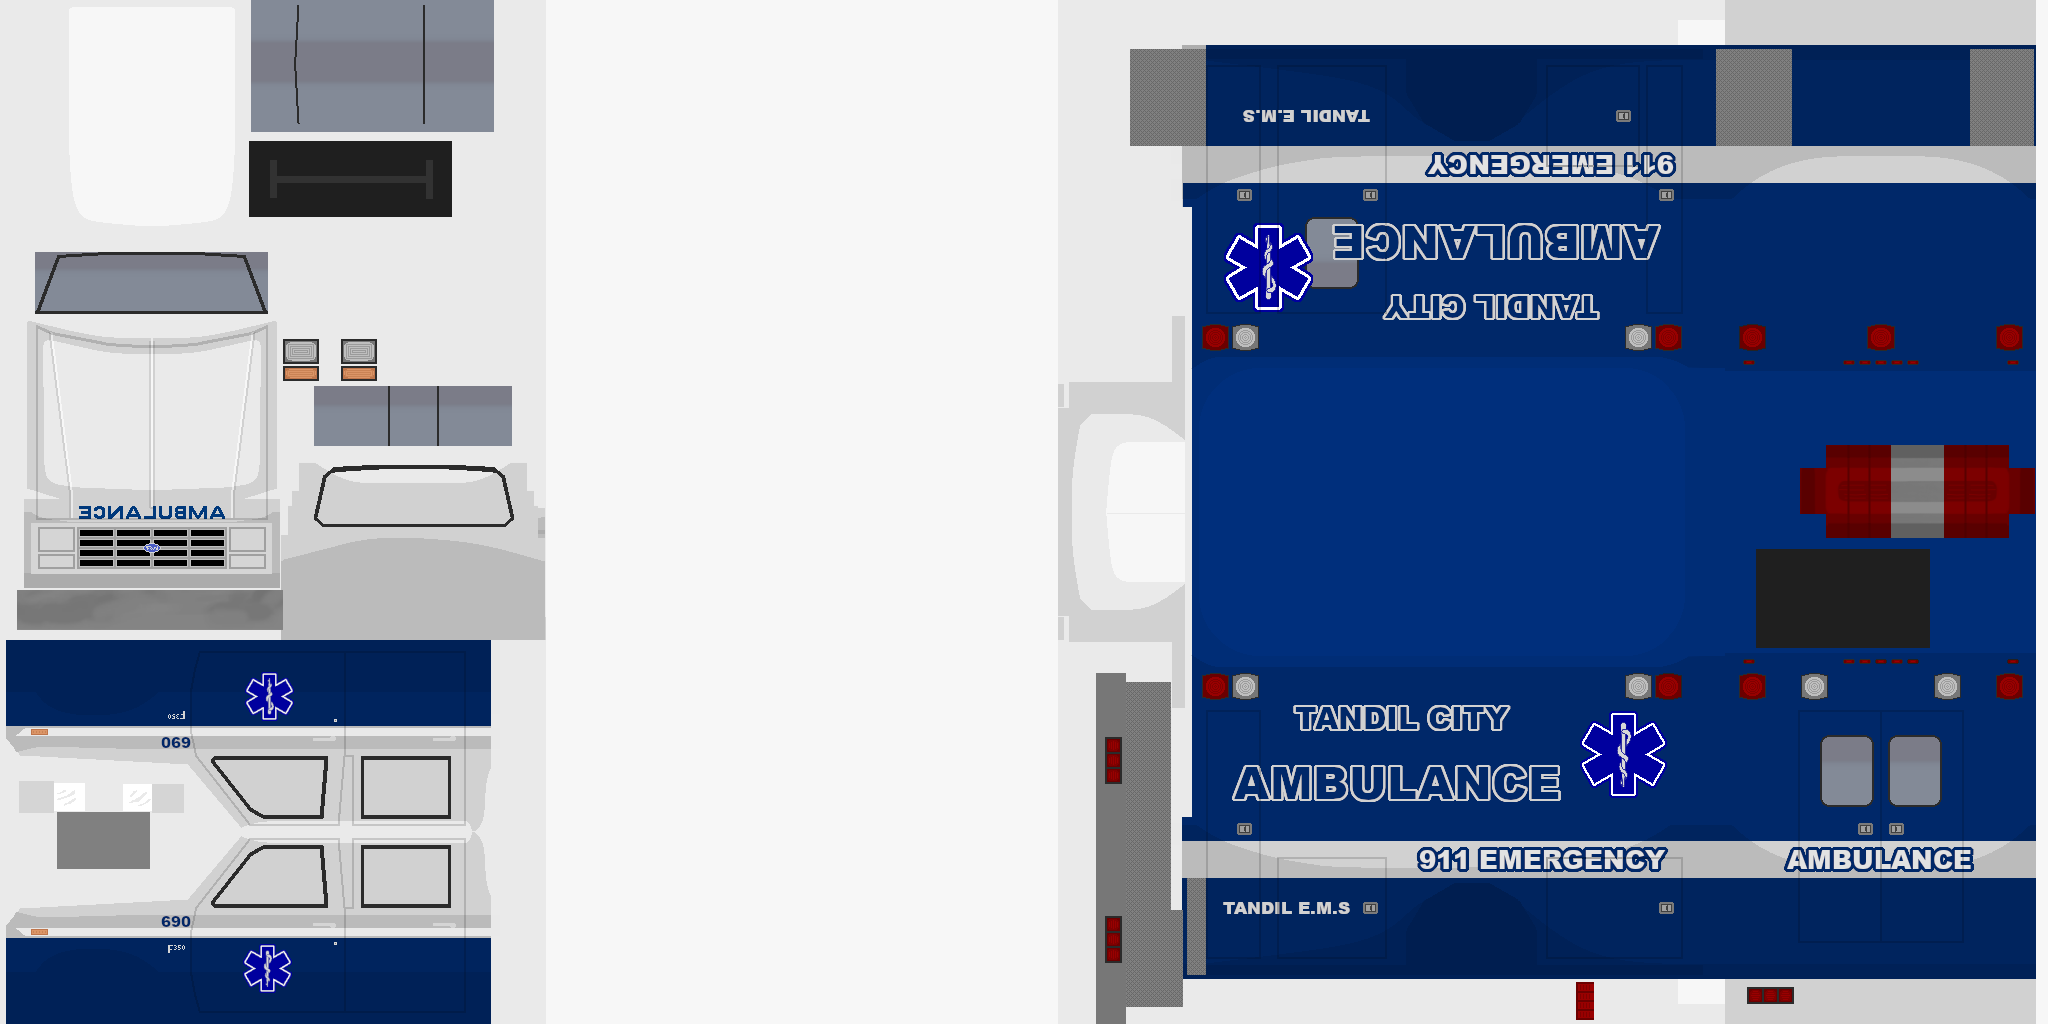 AMBULANCE
F350
069
690
F350
TANDIL E.M.S
911 EMERGENCY
AMBULANCE
TANDIL CITY
TANDIL CITY
AMBULANCE
911 EMERGENCY
AMBULANCE
TANDIL E.M.S